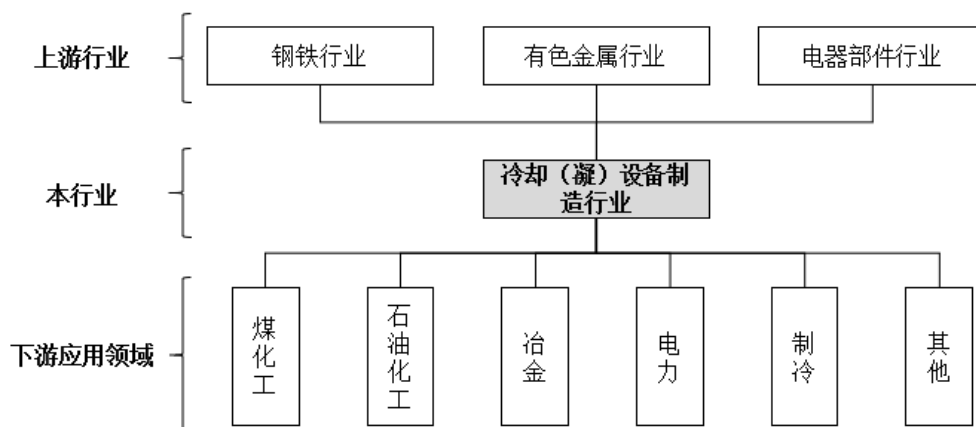 上游行业
钢铁行业
有色金属行业
电器部件行业
本行业
冷却（凝）设备制
造行业
下游应用领域
煤化工
石油化工
冶金
电力
制冷
其他